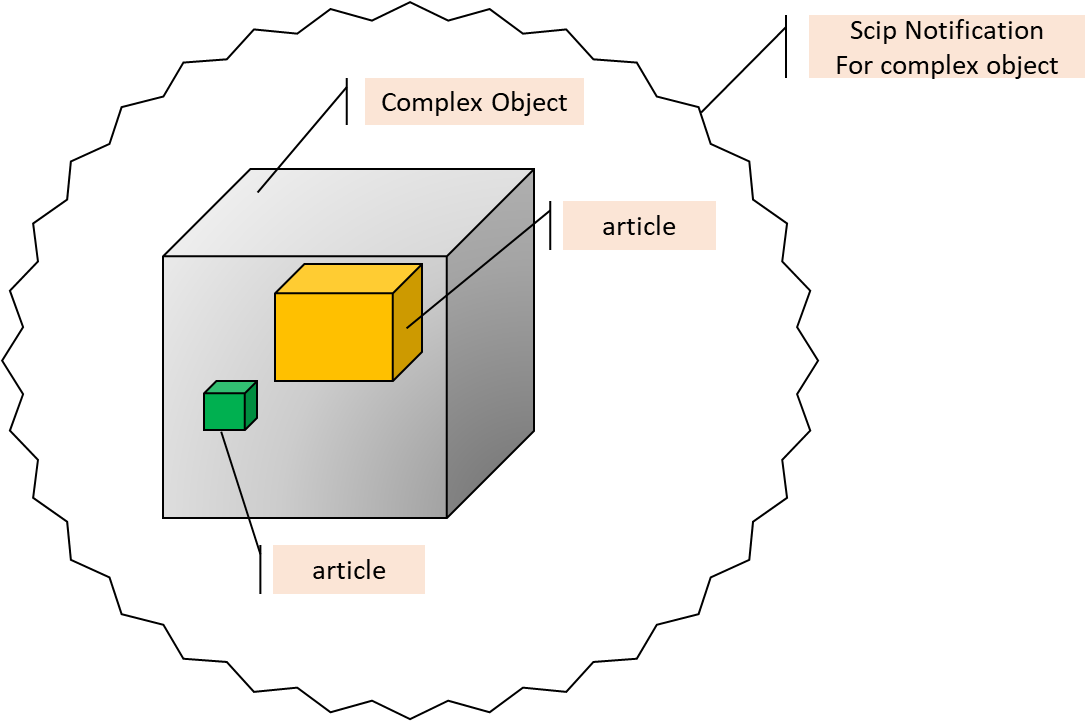 Scip Notification
For complex object
Complex Object
article
article